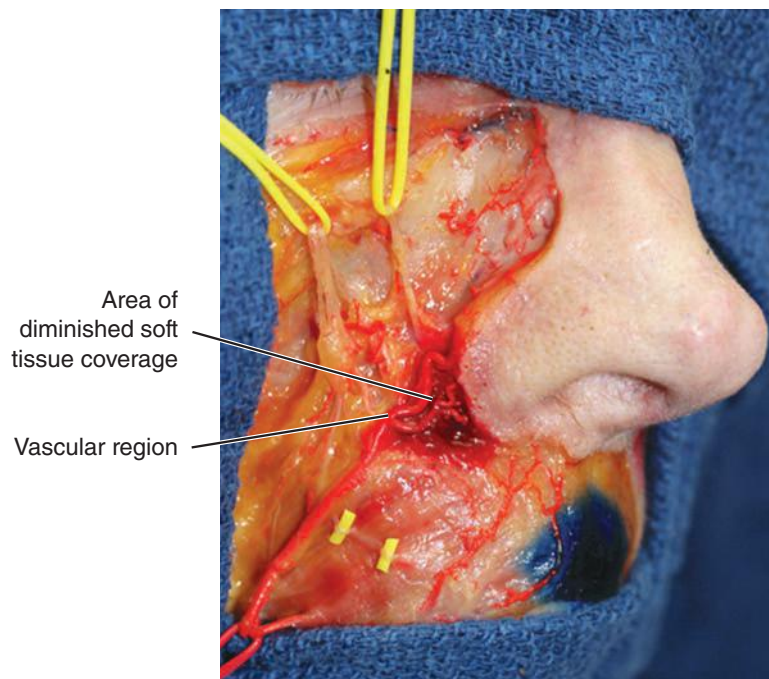 Area of
diminished soft
tissue coverage
Vascular region